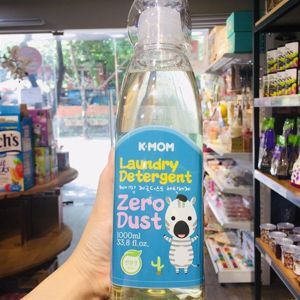 K-MOM
Laundry
Detergent
Zero
Dust
1000ml
33.8 fl.oz.